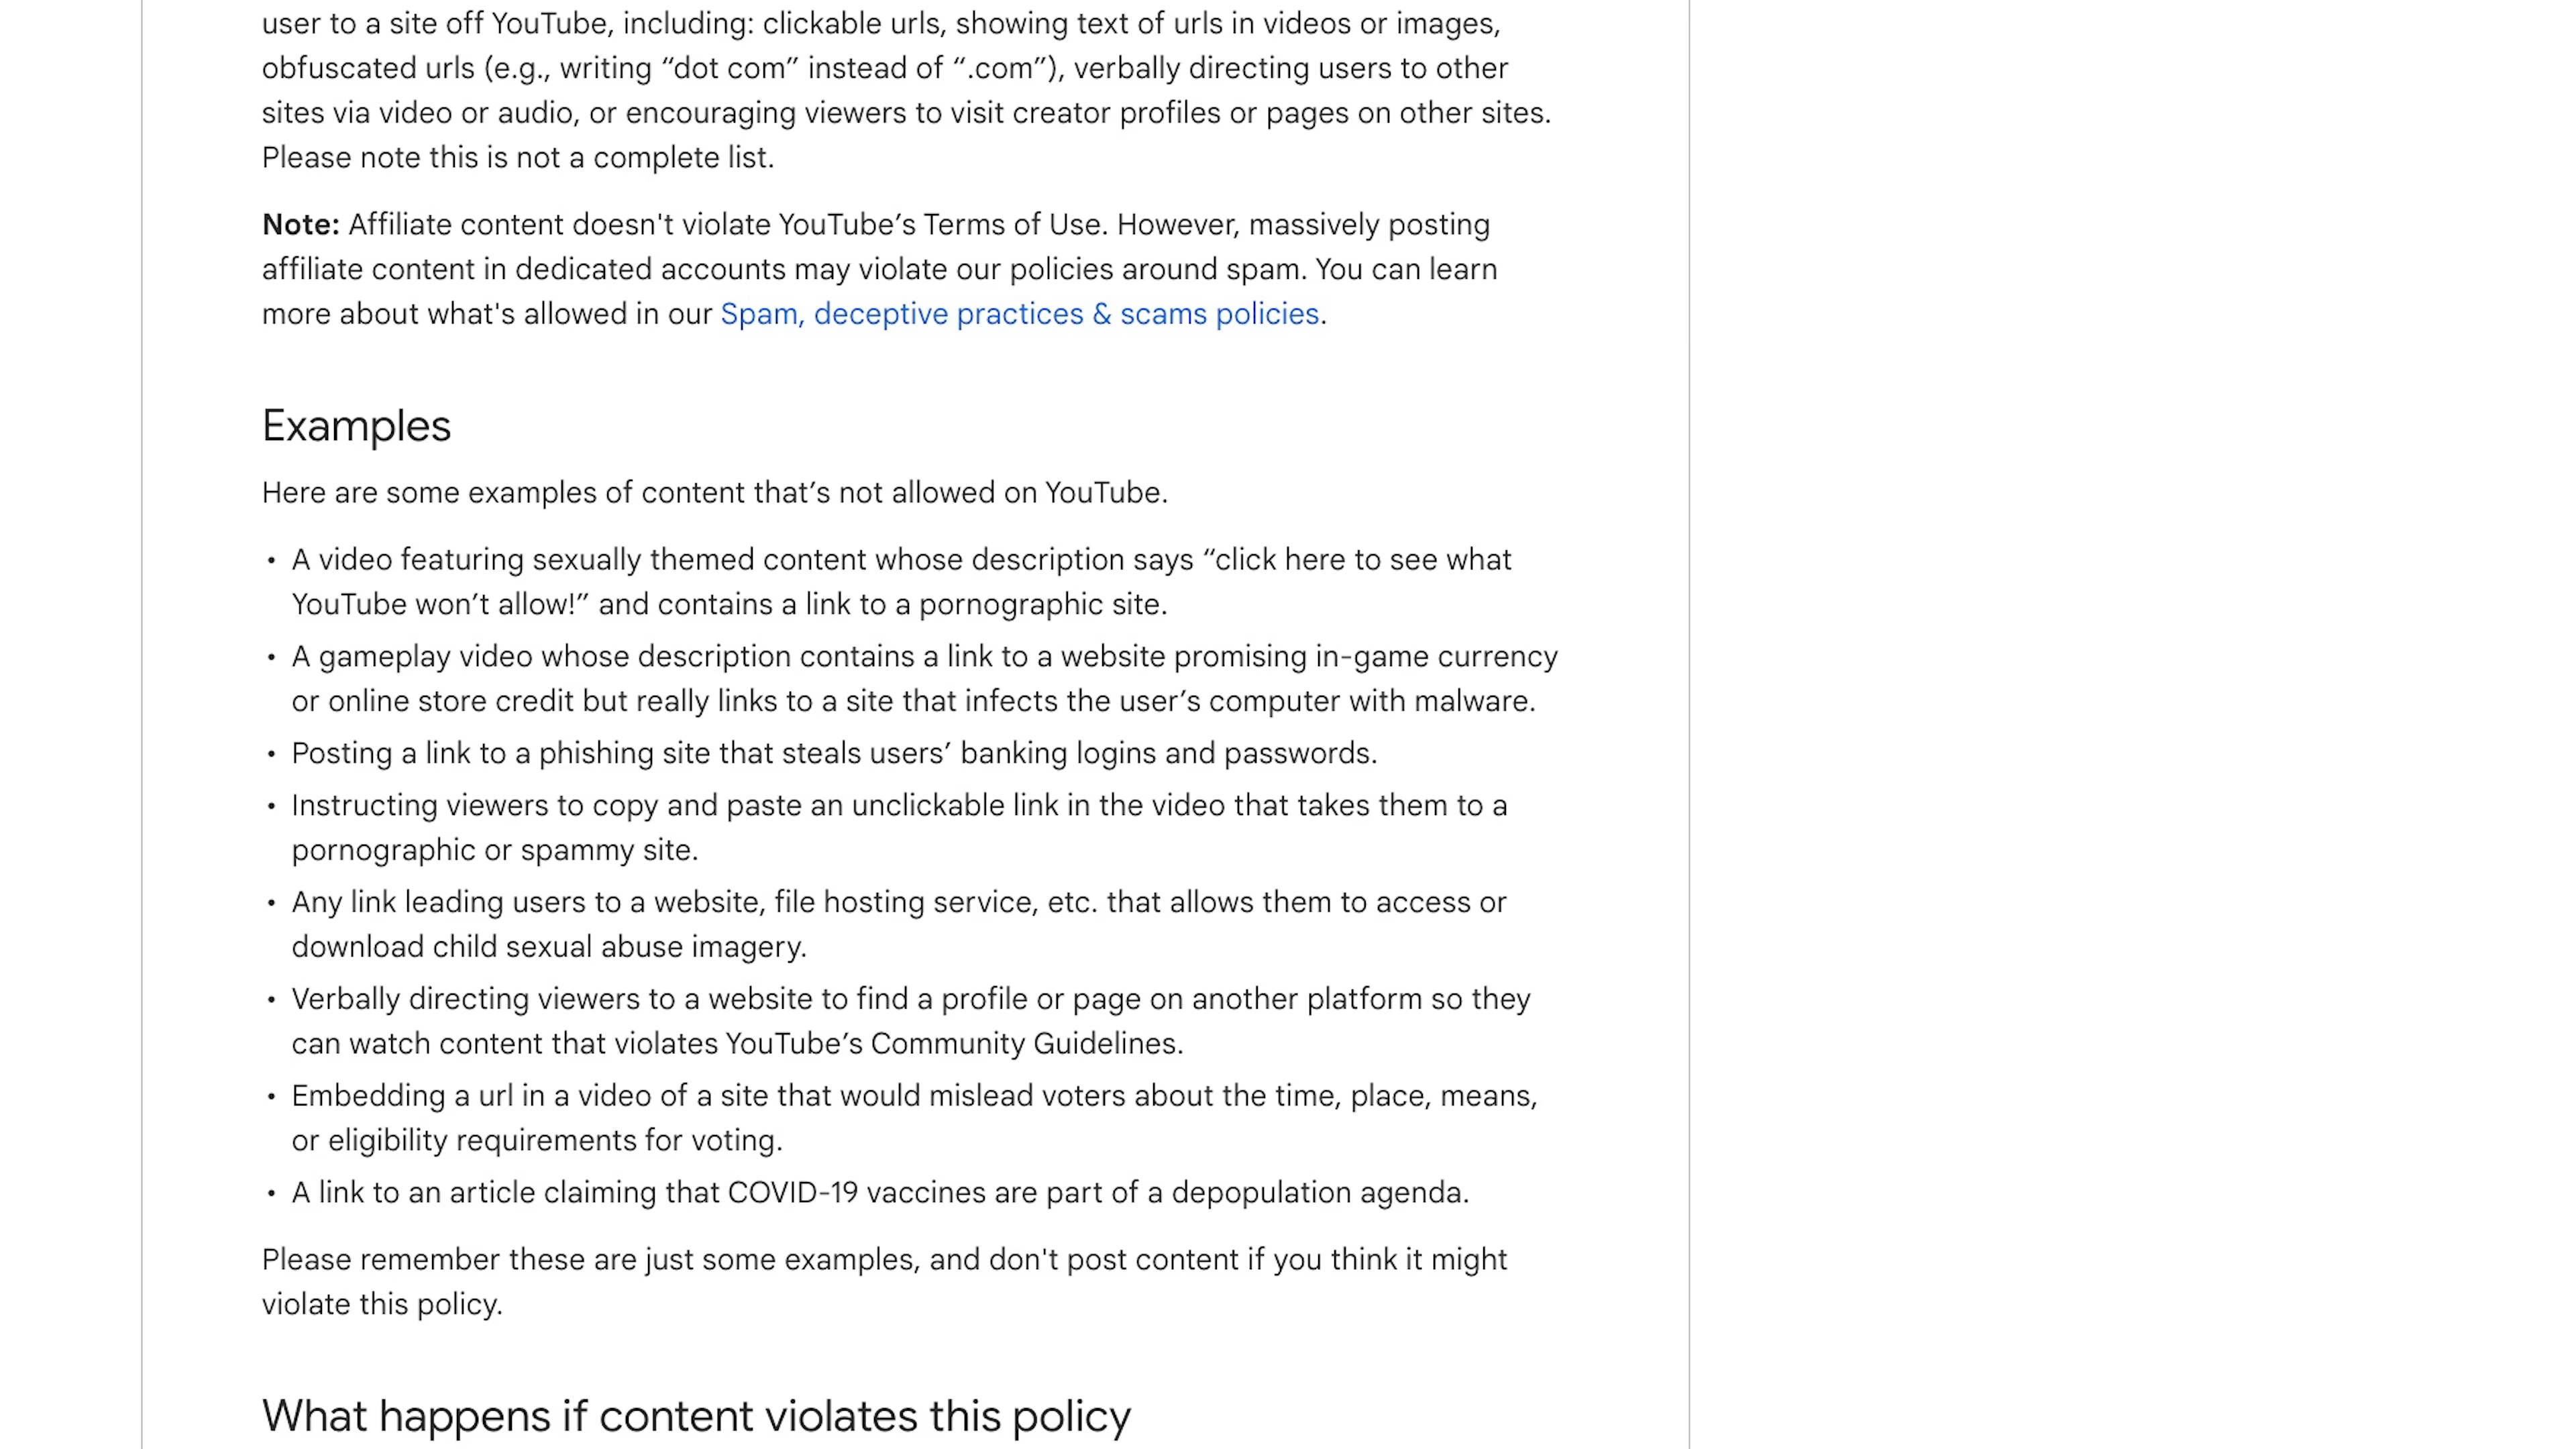 user to a site off YouTube, including: clickable urls, showing text of urls in videos or images,
obfuscated urls (e.g., writing “dot com” instead of “.com”), verbally directing users to other
sites via video or audio, or encouraging viewers to visit creator profiles or pages on other sites.
Please note this is not a complete list.
Note: Affiliate content doesn't violate YouTube’s Terms of Use. However, massively posting
affiliate content in dedicated accounts may violate our policies around spam. You can learn
more about what's allowed in our Spam, deceptive practices & scams policies.
Examples
Here are some examples of content that’s not allowed on YouTube.
• A video featuring sexually themed content whose description says “click here to see what
YouTube won’t allow!” and contains a link to a pornographic site.
• A gameplay video whose description contains a link to a website promising in-game currency
or online store credit but really links to a site that infects the user’s computer with malware.
• Posting a link to a phishing site that steals users’ banking logins and passwords.
• Instructing viewers to copy and paste an unclickable link in the video that takes them to a
pornographic or spammy site.
• Any link leading users to a website, file hosting service, etc. that allows them to access or
download child sexual abuse imagery.
• Verbally directing viewers to a website to find a profile or page on another platform so they
can watch content that violates YouTube’s Community Guidelines.
• Embedding a url in a video of a site that would mislead voters about the time, place, means,
or eligibility requirements for voting.
• A link to an article claiming that COVID-19 vaccines are part of a depopulation agenda.
Please remember these are just some examples, and don't post content if you think it might
violate this policy.
What happens if content violates this policy